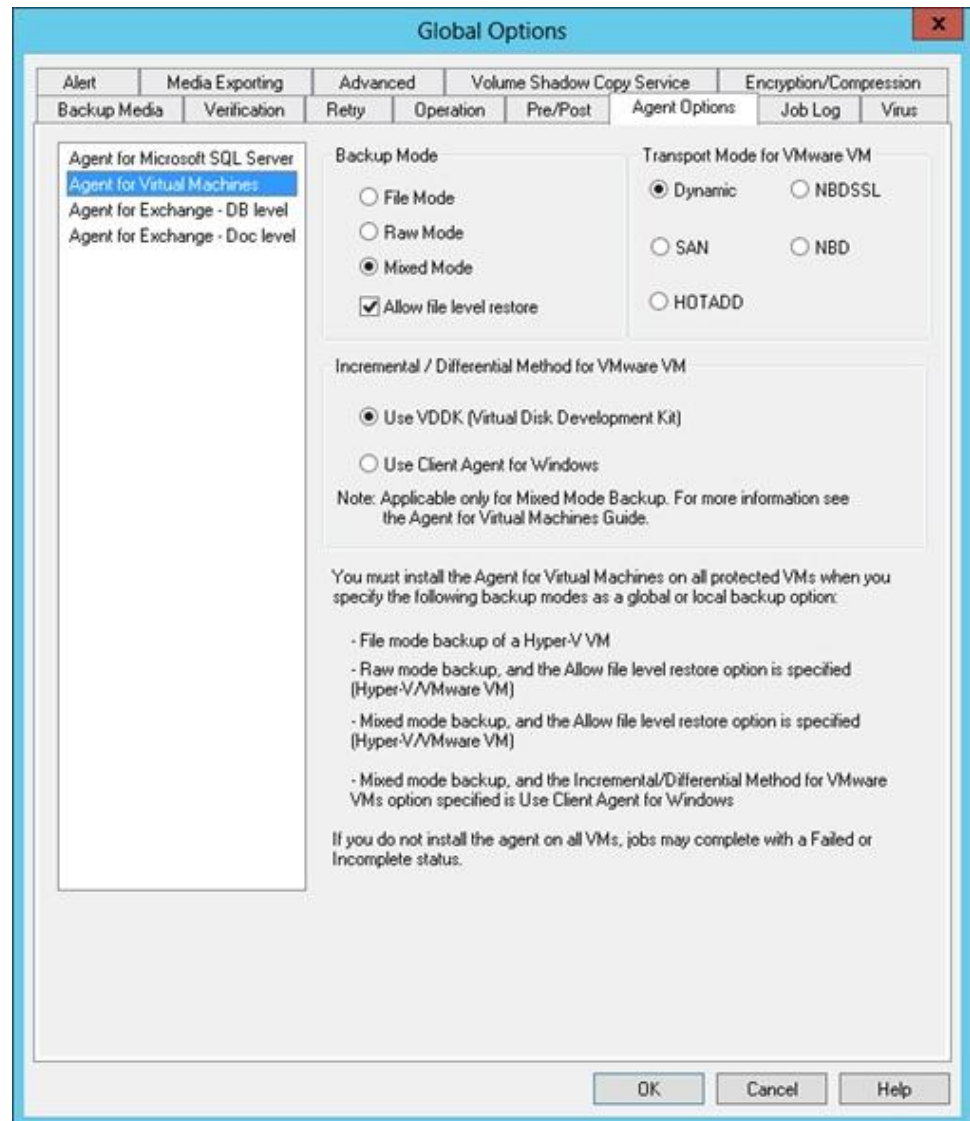 Global Options
x
Alert
Media Exporting
Advanced
Volume Shadow Copy Service
Encryption/Compression
Backup Media
Verification
Retry
Operation
Pre/Post
Agent Options
Job Log
Virus
Agent for Microsoft SQL Server
Agent for Virtual Machines
Agent for Exchange - DB level
Agent for Exchange - Doc level
Backup Mode
File Mode
Raw Mode
Mixed Mode
Allow file level restore
Transport Mode for VMware VM
Dynamic
NBDSSL
SAN
NBD
HOTADD
Incremental / Differential Method for VMware VM
Use VDDK (Virtual Disk Development Kit)
Use Client Agent for Windows
Note: Applicable only for Mixed Mode Backup. For more information see
the Agent for Virtual Machines Guide.
You must install the Agent for Virtual Machines on all protected VMs when you
specify the following backup modes as a global or local backup option:
- File mode backup of a Hyper-V VM
- Raw mode backup, and the Allow file level restore option is specified
(Hyper-V/VMware VM)
- Mixed mode backup, and the Allow file level restore option is specified
(Hyper-V/VMware VM)
- Mixed mode backup, and the Incremental/Differential Method for VMware
VMs option specified is Use Client Agent for Windows
If you do not install the agent on all VMs, jobs may complete with a Failed or
Incomplete status.
OK
Cancel
Help